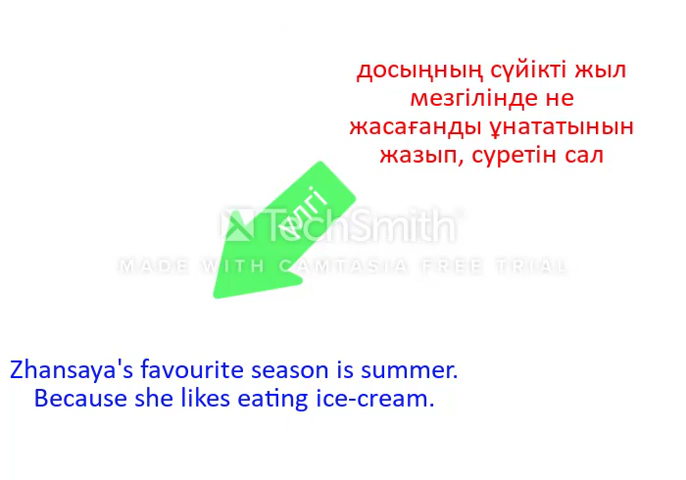 досыңның сүйікті жыл
мезгілінде не
жасағанды ұнататынын
жазып, суретін сал
үлгі
TechSmith
MADE WITH CAMTASIA FREE TRIAL
Zhansaya's favourite season is summer.
Because she likes eating ice-cream.